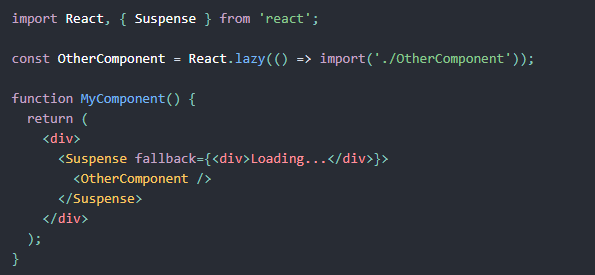 import React, { Suspense } from 'react';
const OtherComponent = React.lazy(() => import('./OtherComponent'));
function MyComponent() {
  return (
    <div>
      <Suspense fallback={<div>Loading...</div>}>
        <OtherComponent />
      </Suspense>
    </div>
  );
}